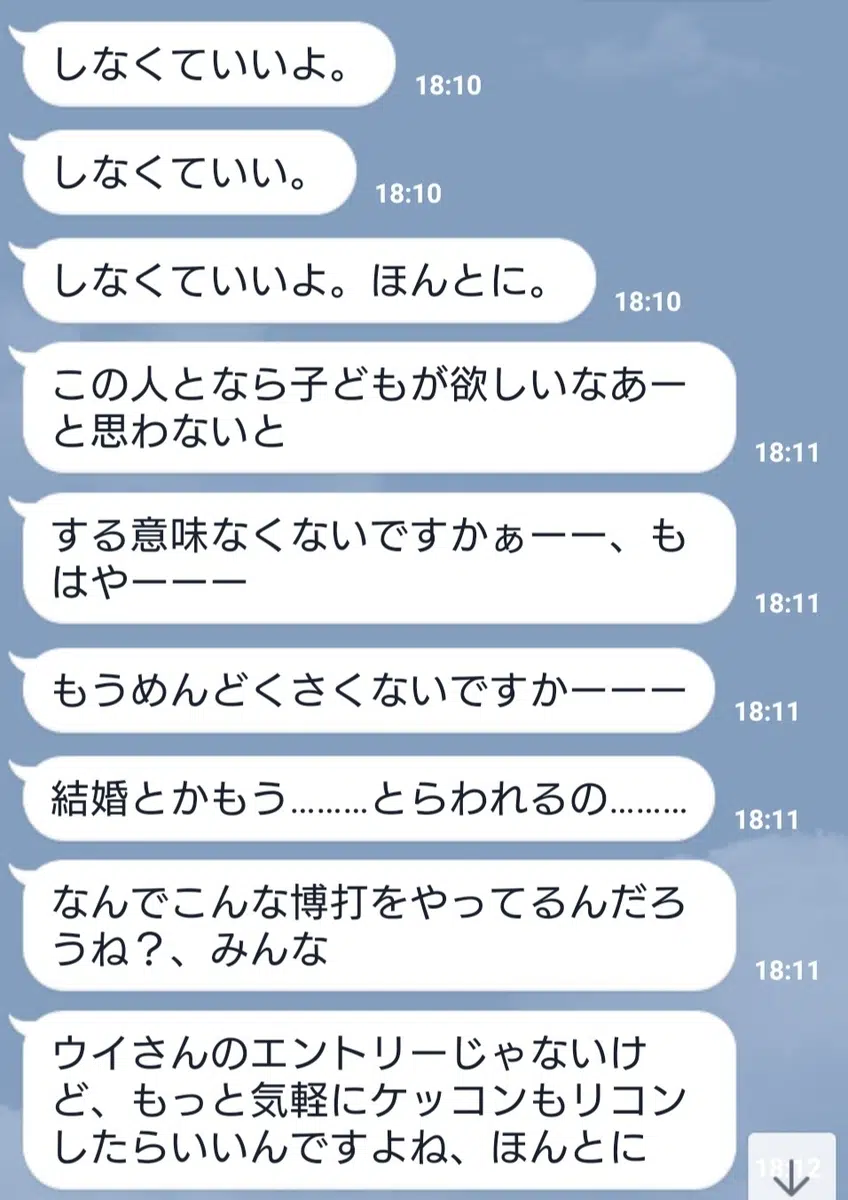 しなくていいよ。
18:10
しなくていい。
18:10
しなくていいよ。ほんとに。
18:10
この人となら子どもが欲しいなあー
と思わないと
18:11
する意味なくないですかぁーー、も
はやーーー
18:11
もうめんどくさくないですかーーー
18:11
結婚とかもう………とらわれるの………
18:11
なんでこんな博打をやってるんだろ
うね？、みんな
18:11
ウイさんのエントリーじゃないけ
ど、もっと気軽にケッコンもリコン
したらいいんですよね、ほんとに
18:12